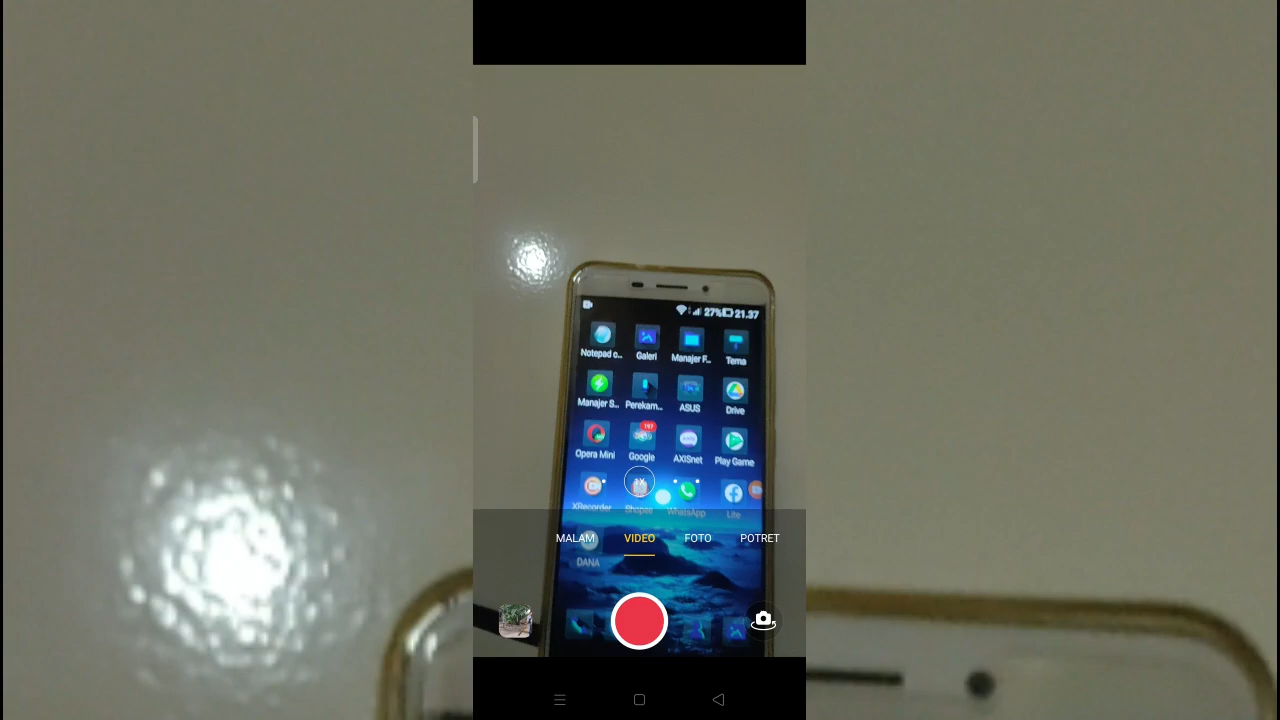 27% 21.37
Notepad c... Galeri Manajer F... Tema
Manajer S... Perekam... ASUS Drive
197
Opera Mini Google AXISnet Play Game
XRecorder Shopee WhatsApp Lite
MALAM VIDEO FOTO POTRET
DANA